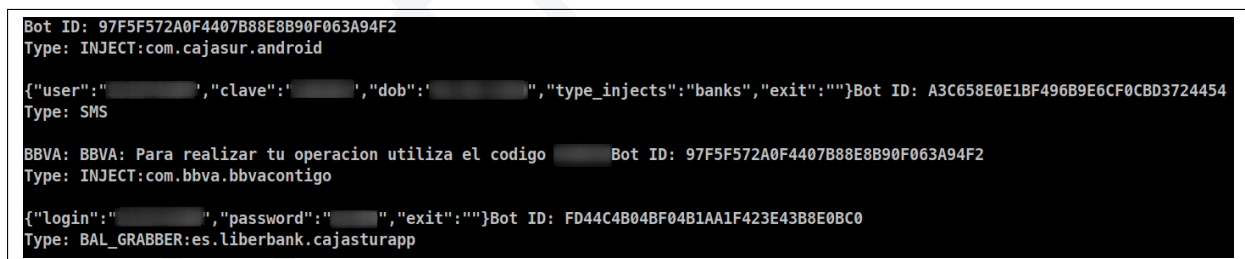 Bot ID: 97F5F572A0F4407B88E8B90F063A94F2
Type: INJECT:com.cajasur.android
{"user":"","clave":"","dob":"","type_injects":"banks","exit":""}Bot ID: A3C658E0E1BF496B9E6CF0CBD3724454
Type: SMS
BBVA: BBVA: Para realizar tu operacion utiliza el codigo Bot ID: 97F5F572A0F4407B88E8B90F063A94F2
Type: INJECT:com.bbva.bbvacontigo
{"login":"","password":"","exit":""}Bot ID: FD44C4B04BF04B1AA1F423E43B8E0BC0
Type: BAL_GRABBER:es.liberbank.cajasturapp